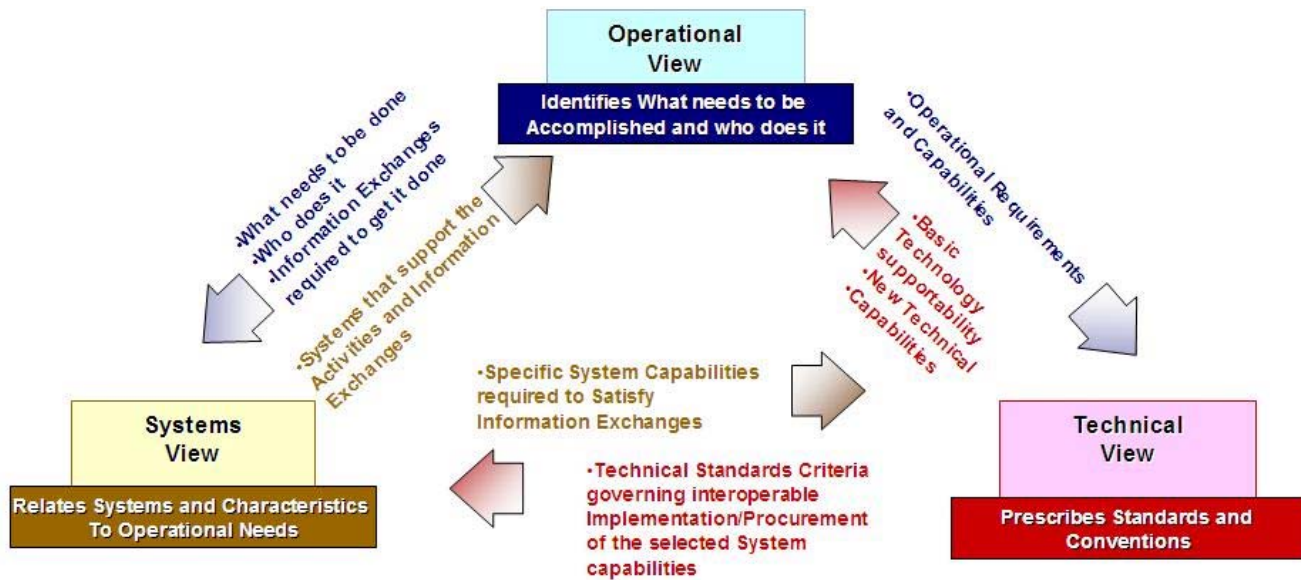 Operational
View
Identifies What needs to be
Accomplished and who does it
•What needs to be done
•Who does it
•Information Exchanges
required to get it done
•Systems that support the
Activities and Information
Exchanges
•Operational Requirements
and Capabilities
•Basic
Technology
supportability
•New Technical
•Capabilities
•Specific System Capabilities
required to Satisfy
Information Exchanges
•Technical Standards Criteria
governing interoperable
Implementation/Procurement
of the selected System
capabilities
Systems
View
Relates Systems and Characteristics
To Operational Needs
Technical
View
Prescribes Standards and
Conventions